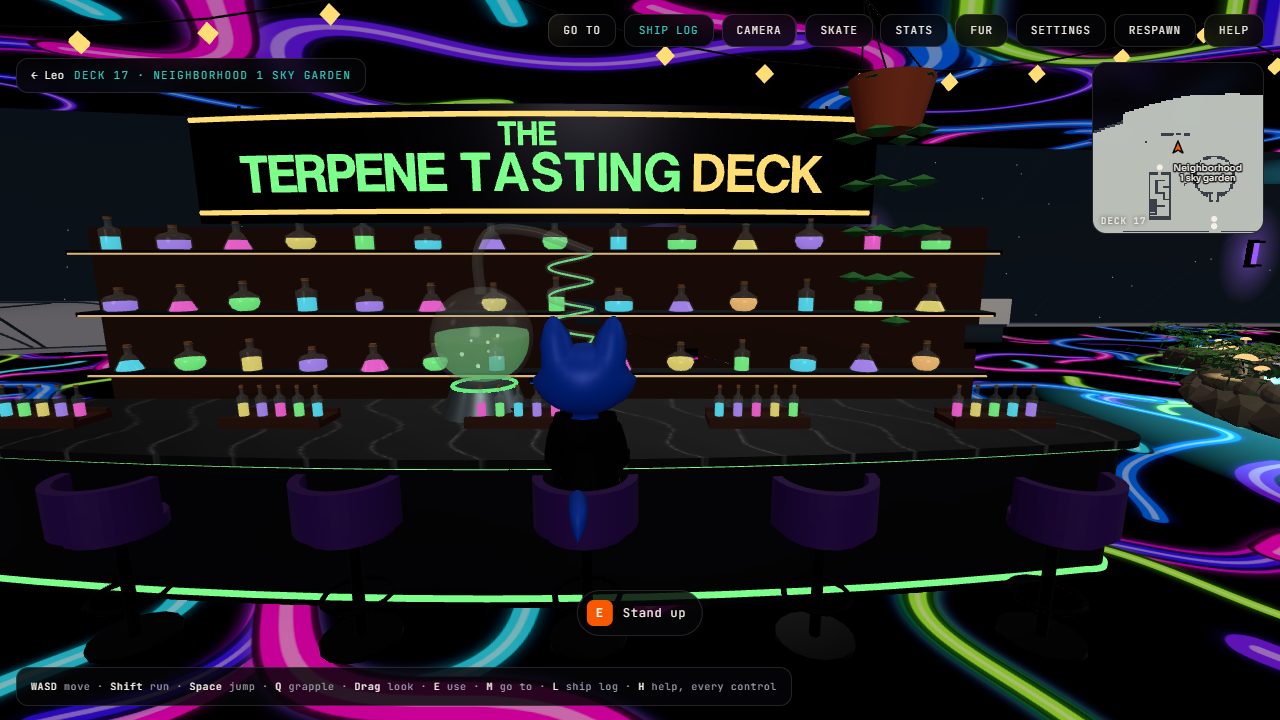 GO TO SHIP LOG CAMERA SKATE STATS FUR SETTINGS RESPAWN HELP
← Leo DECK 17 · NEIGHBORHOOD 1 SKY GARDEN
THE
TERPENE TASTING DECK
Neighborhood
1 sky garden
DECK 17
E Stand up
WASD move · Shift run · Space jump · Q grapple · Drag look · E use · M go to · L ship log · H help, every control